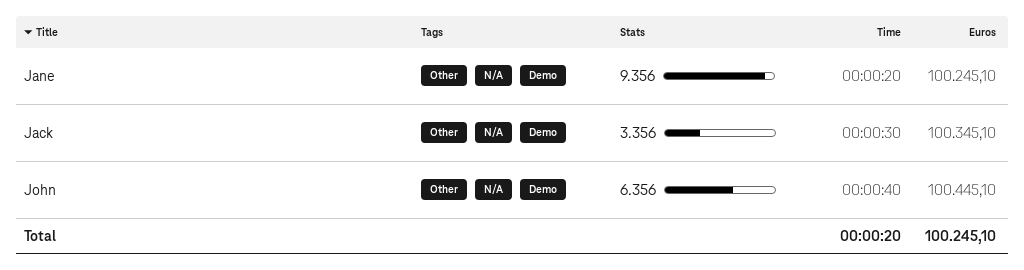 Title Tags Stats Time Euros
Jane Other N/A Demo 9.356 00:00:20 100.245,10
Jack Other N/A Demo 3.356 00:00:30 100.345,10
John Other N/A Demo 6.356 00:00:40 100.445,10
Total 00:00:20 100.245,10